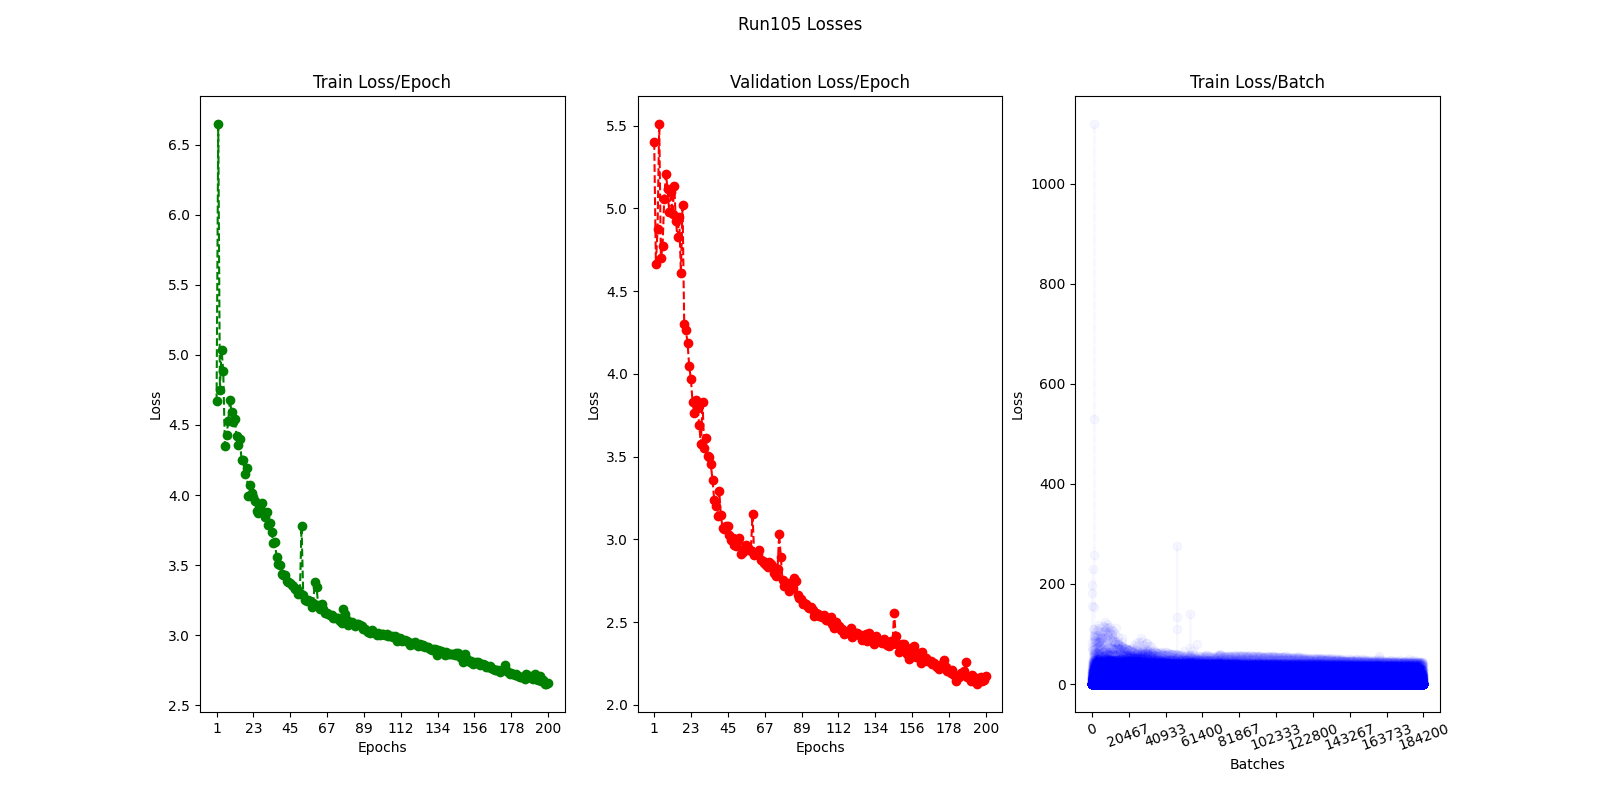 Run105 Losses
Train Loss/Epoch
Loss
6.5
6.0
5.5
5.0
4.5
4.0
3.5
3.0
2.5
1 23 45 67 89 112 134 156 178 200
Epochs
Validation Loss/Epoch
Loss
5.5
5.0
4.5
4.0
3.5
3.0
2.5
2.0
1 23 45 67 89 112 134 156 178 200
Epochs
Train Loss/Batch
Loss
1000
800
600
400
200
0
0 20467 40933 61400 81867 102333 122800 143267 163733 184200
Batches